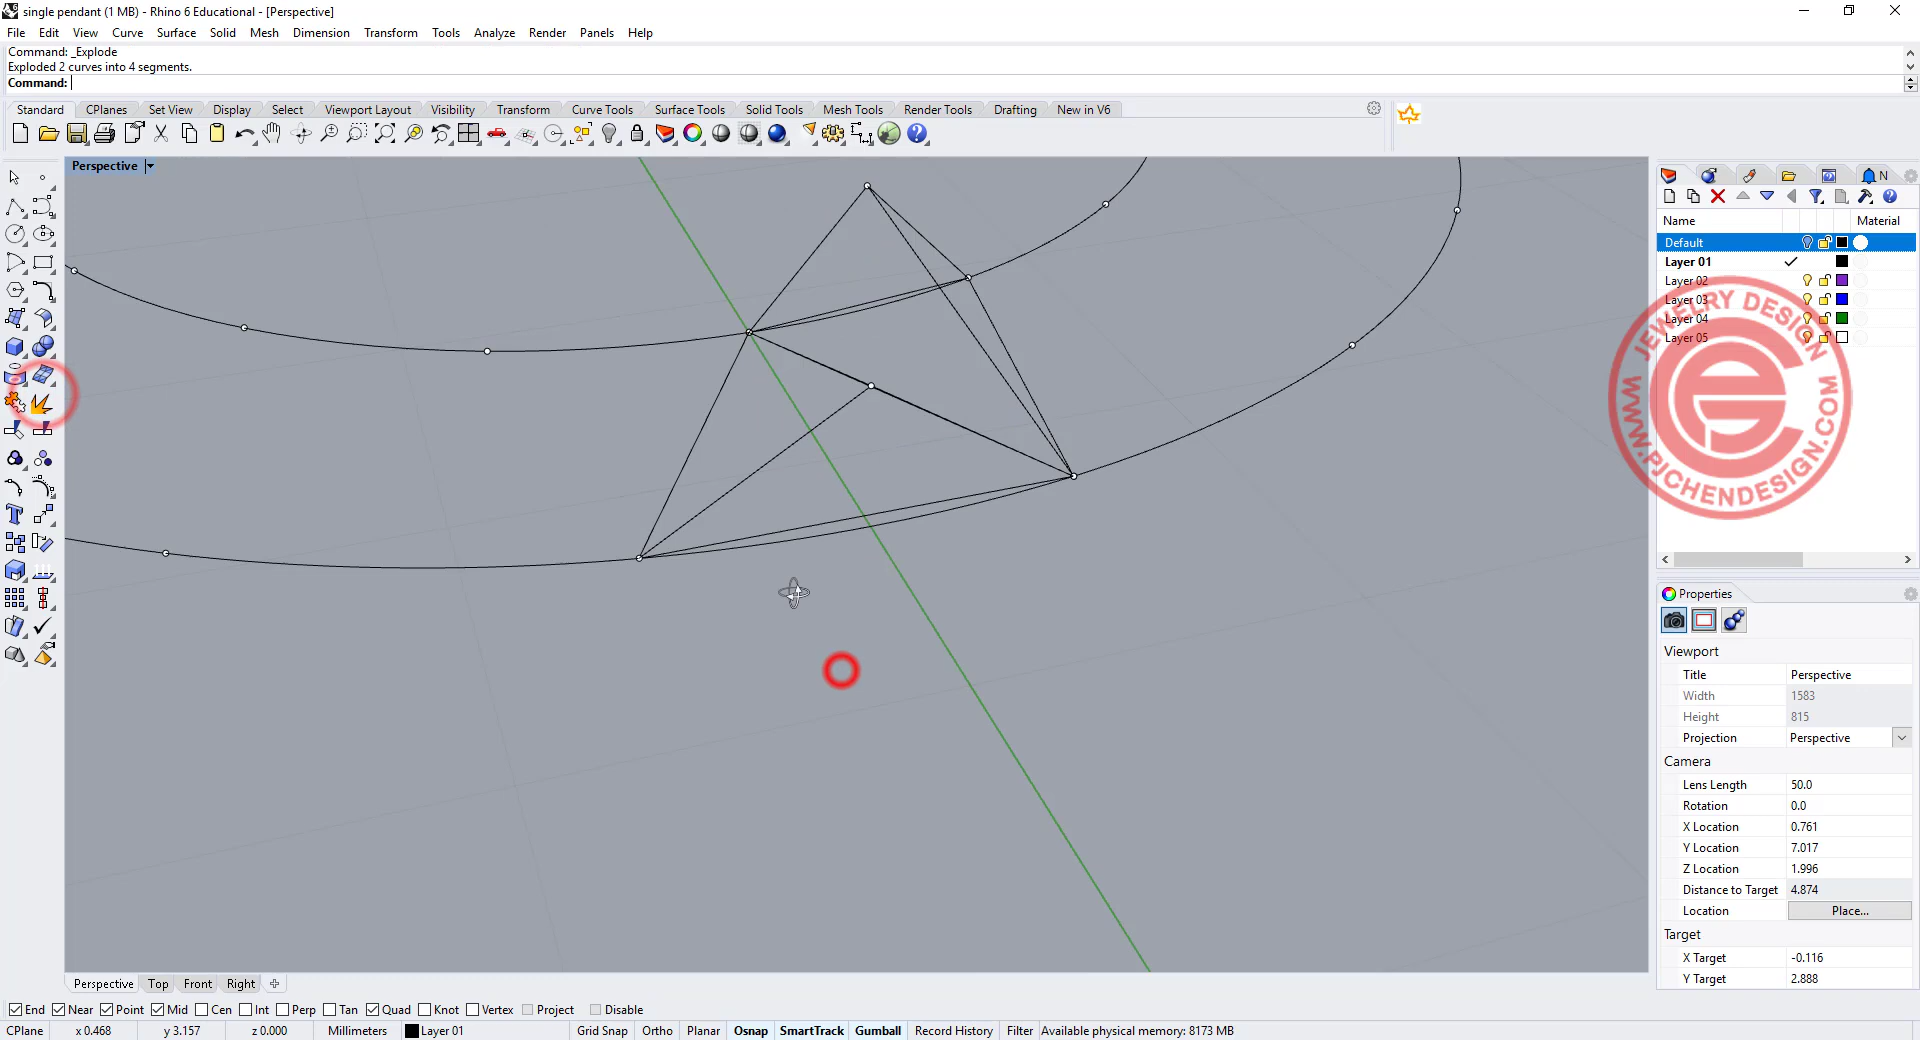 single pendant (1 MB) - Rhino 6 Educational - [Perspective]
File Edit View Curve Surface Solid Mesh Dimension Transform Tools Analyze Render Panels Help
Command: _Explode
Exploded 2 curves into 4 segments.
Command:
Standard CPlanes Set View Display Select Viewport Layout Visibility Transform Curve Tools Surface Tools Solid Tools Mesh Tools Render Tools Drafting New in V6
Perspective
N
Name Material
Default
Layer 01
Layer 02
Layer 03
Layer 04
Layer 05
JEWELRY DESIGN
WWW.PJCHENDESIGN.COM
Properties
Viewport
Title Perspective
Width 1583
Height 815
Projection Perspective
Camera
Lens Length 50.0
Rotation 0.0
X Location 0.761
Y Location 7.017
Z Location 1.996
Distance to Target 4.874
Location Place...
Target
X Target -0.116
Y Target 2.888
Perspective Top Front Right
End Near Point Mid Cen Int Perp Tan Quad Knot Vertex Project Disable
CPlane x 0.468 y 3.157 z 0.000 Millimeters Layer 01 Grid Snap Ortho Planar Osnap SmartTrack Gumball Record History Filter Available physical memory: 8173 MB